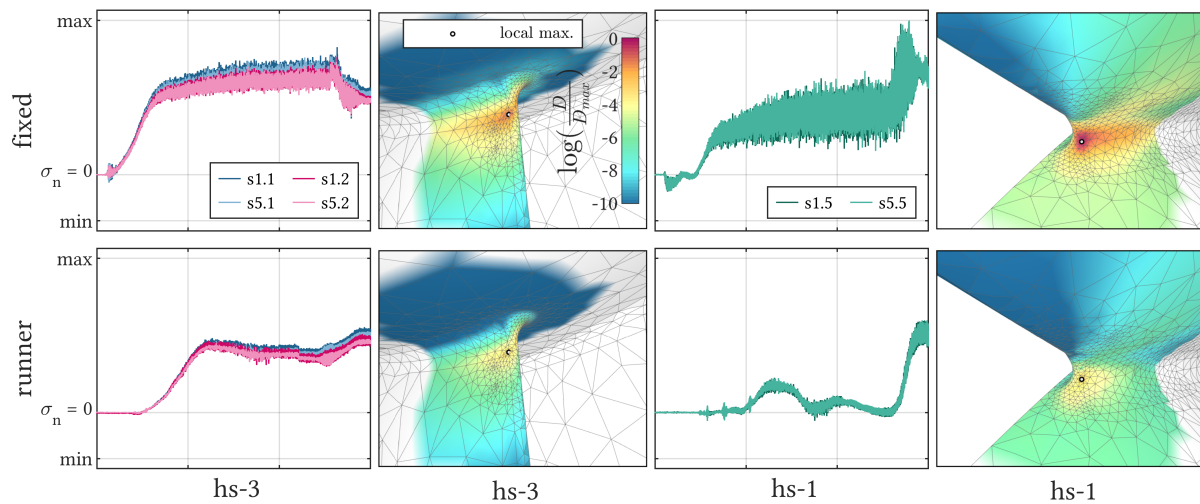 max
fixed
σn = 0
min
s1.1 s1.2
s5.1 s5.2
local max.
log(D/Dmax)
0
-2
-4
-6
-8
-10
s1.5 s5.5
max
runner
σn = 0
min
hs-3 hs-3 hs-1 hs-1